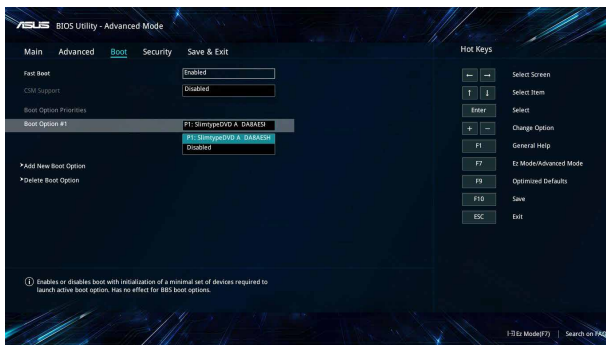 ASUS BIOS Utility - Advanced Mode
Main Advanced Boot Security Save & Exit
Hot Keys
Fast Boot Enabled
CSM Support Disabled
Boot Option Priorities
Boot Option #1 P1: SlimtypeDVD A DA8AESI
P1: SlimtypeDVD A DA8AESH
Disabled
>Add New Boot Option
>Delete Boot Option
← → Select Screen
↑ ↓ Select Item
Enter Select
+ − Change Option
F1 General Help
F7 Ez Mode/Advanced Mode
F9 Optimized Defaults
F10 Save
ESC Exit
Enables or disables boot with initialization of a minimal set of devices required to
launch active boot option. Has no effect for BBS boot options.
Ez Mode(F7) | Search on FAQ